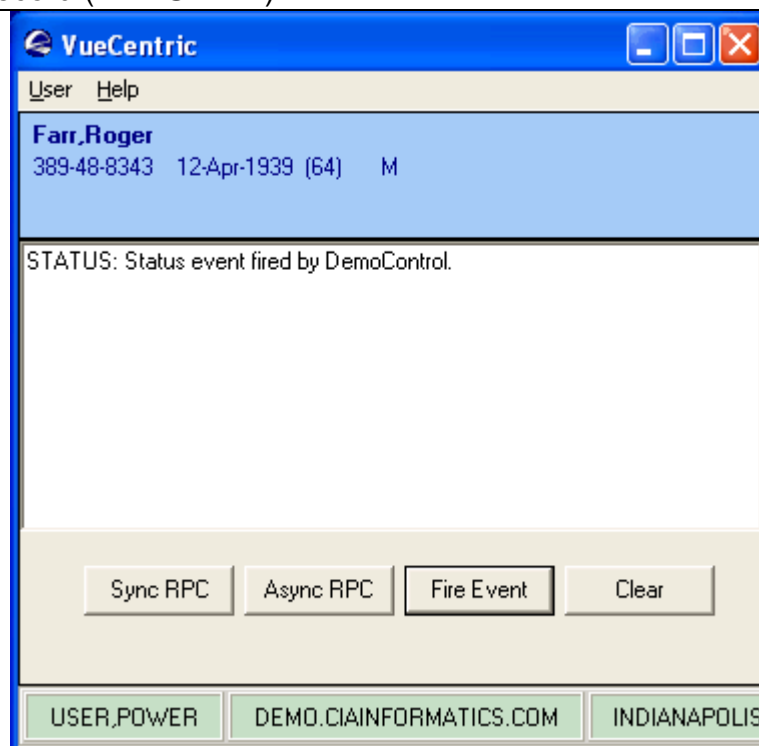 VueCentric
User Help
Farr,Roger
389-48-8343 12-Apr-1939 (64) M
STATUS: Status event fired by DemoControl.
Sync RPC Async RPC Fire Event Clear
USER,POWER DEMO.CIAINFORMATICS.COM INDIANAPOLIS